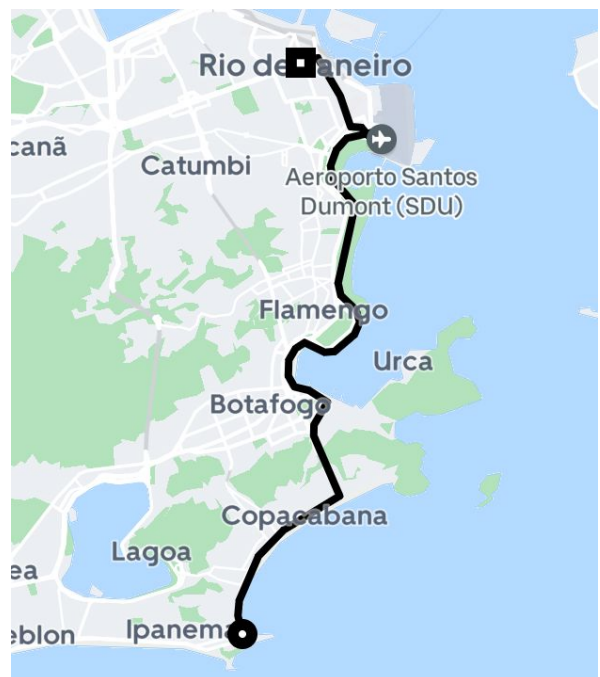 Rio de Janeiro
canã
Catumbi
Aeroporto Santos
Dumont (SDU)
Flamengo
Urca
Botafogo
Copacabana
Lagoa
ea
eblon
Ipanema